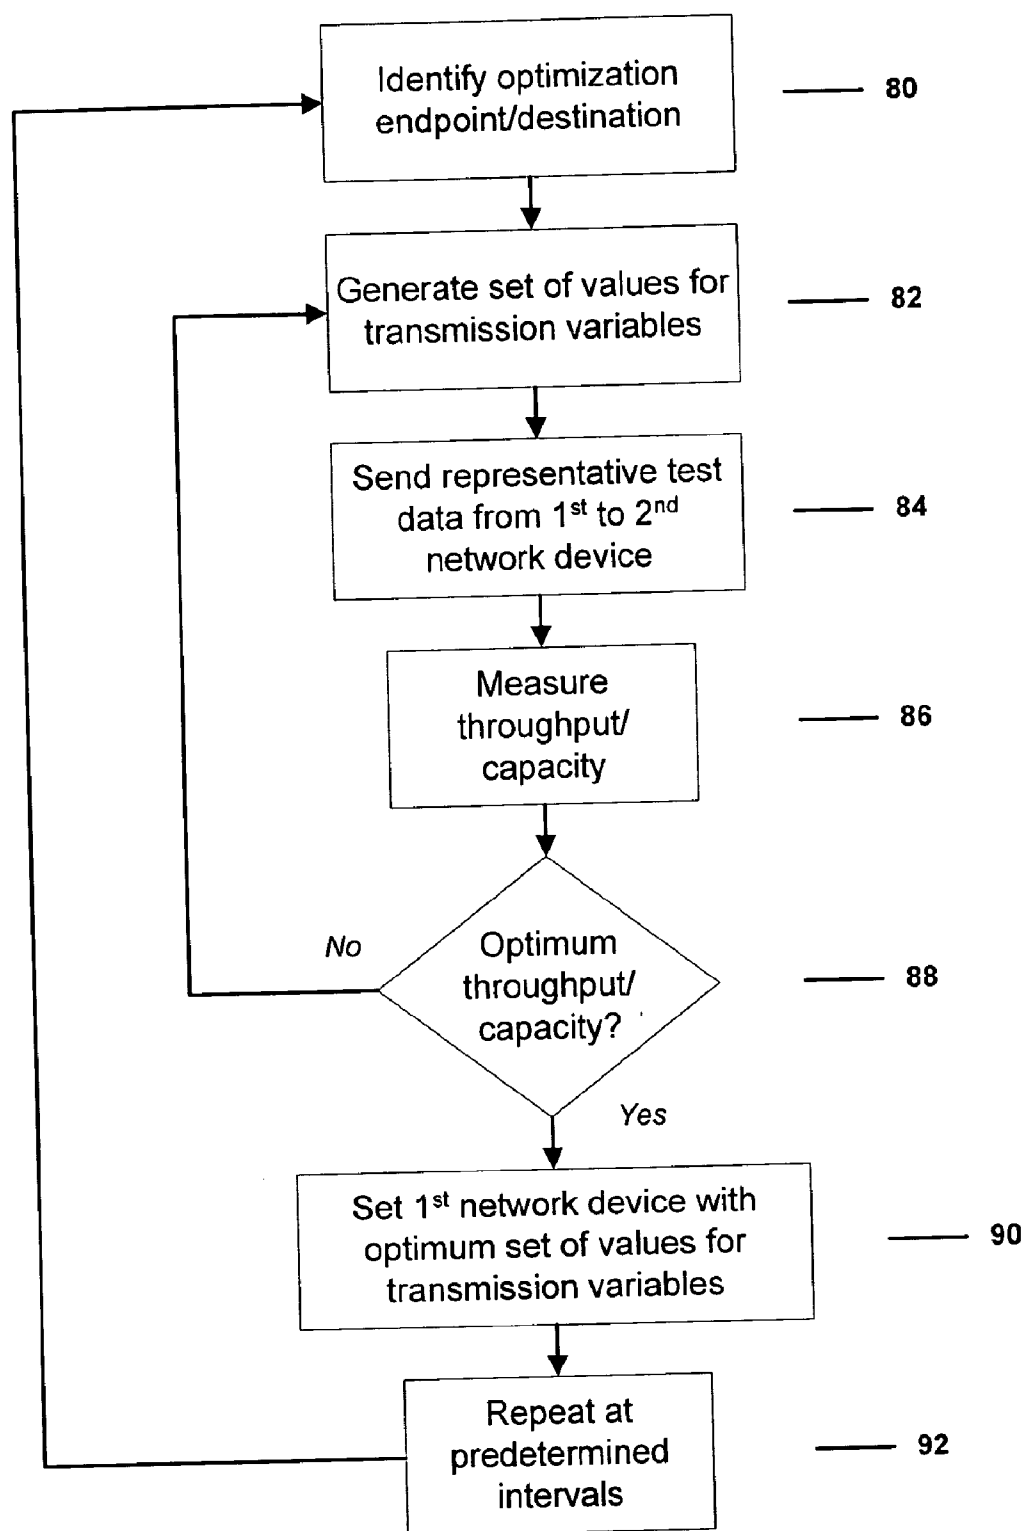 Identify optimization
endpoint/destination
80
Generate set of values for
transmission variables
82
Send representative test
data from 1st to 2nd
network device
84
Measure
throughput/
capacity
86
No
Optimum
throughput/
capacity?
88
Yes
Set 1st network device with
optimum set of values for
transmission variables
90
Repeat at
predetermined
intervals
92